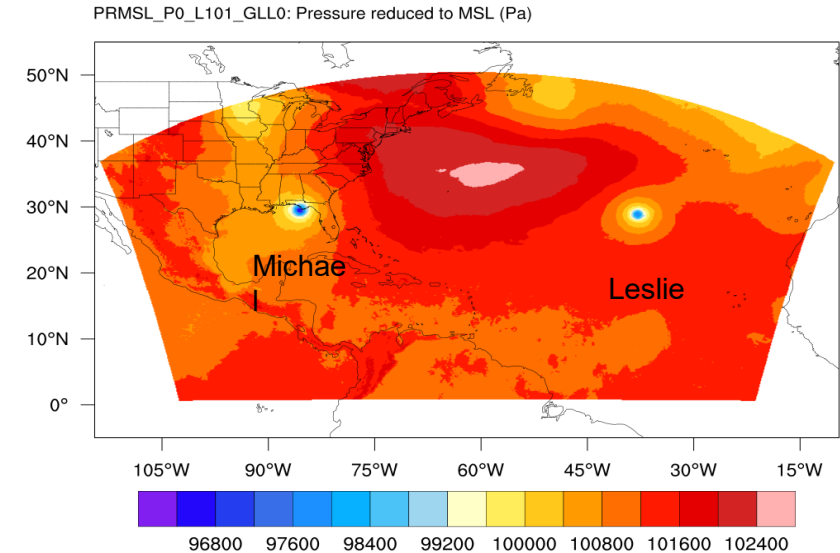 PRMSL_P0_L101_GLL0: Pressure reduced to MSL (Pa)
50°N
40°N
30°N
20°N
10°N
0°
Michae
l
Leslie
105°W 90°W 75°W 60°W 45°W 30°W 15°W
96800 97600 98400 99200 100000 100800 101600 102400